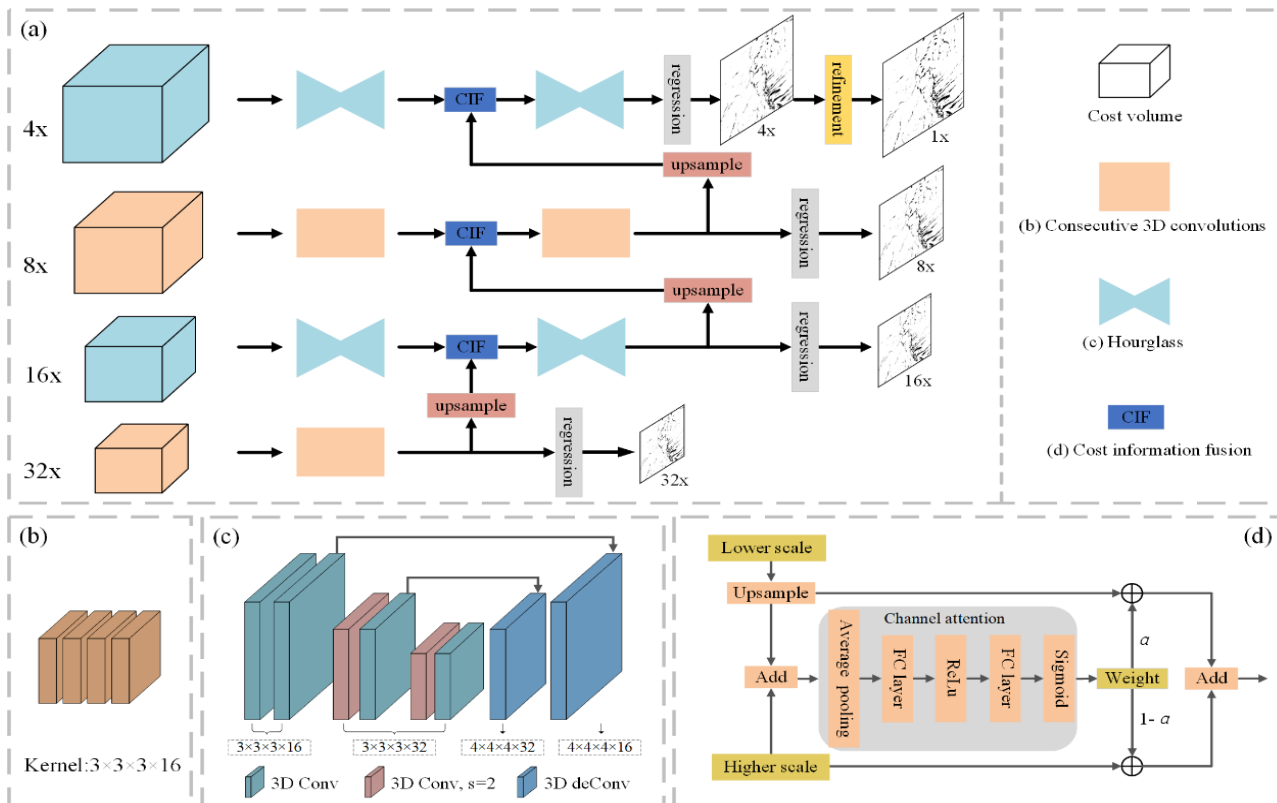 (a)
4x
CIF
regression
4x
refinement
1x
upsample
8x
CIF
regression
8x
upsample
16x
CIF
regression
16x
upsample
32x
regression
32x
Cost volume
(b) Consecutive 3D convolutions
(c) Hourglass
CIF
(d) Cost information fusion
(b)
Kernel:3×3×3×16
(c)
3×3×3×16
3×3×3×32
4×4×4×32
4×4×4×16
3D Conv
3D Conv, s=2
3D deConv
(d)
Lower scale
Upsample
Channel attention
Add
Average pooling
FC layer
ReLu
FC layer
Sigmoid
α
Weight
1- α
Add
Higher scale